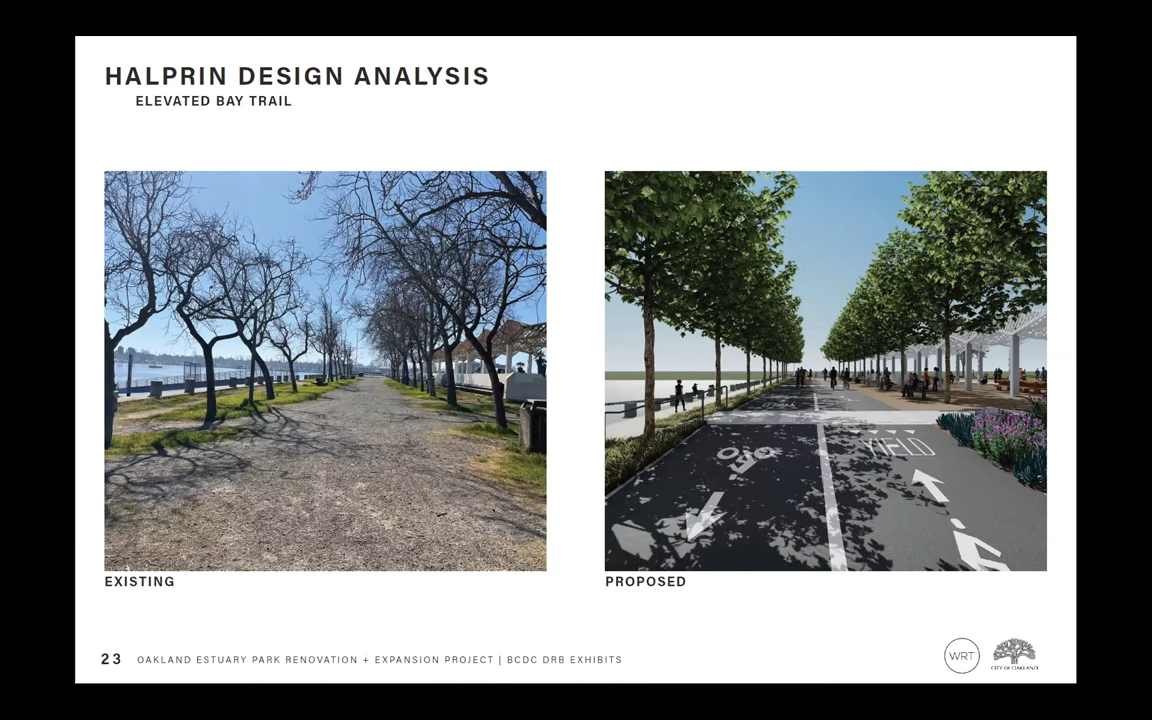 HALPRIN DESIGN ANALYSIS
ELEVATED BAY TRAIL
YIELD
EXISTING
PROPOSED
23 OAKLAND ESTUARY PARK RENOVATION + EXPANSION PROJECT | BCDC DRB EXHIBITS
WRT
CITY OF OAKLAND